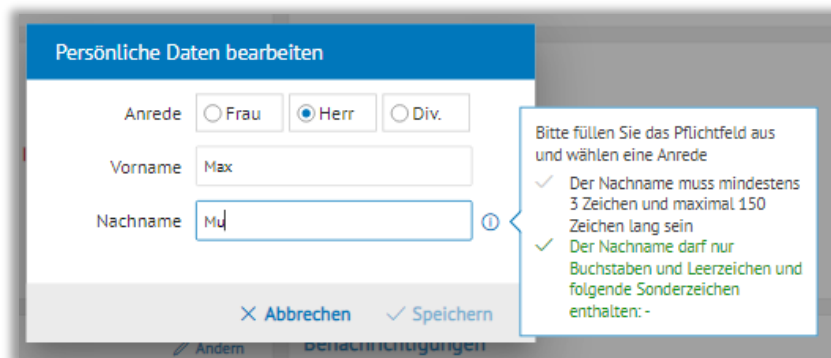 Persönliche Daten bearbeiten
Anrede Frau Herr Div.
Vorname Max
Nachname Mu
Bitte füllen Sie das Pflichtfeld aus
und wählen eine Anrede
Der Nachname muss mindestens
3 Zeichen und maximal 150
Zeichen lang sein
Der Nachname darf nur
Buchstaben und Leerzeichen und
folgende Sonderzeichen
enthalten: -
Abbrechen Speichern
Ändern Benachrichtigungen